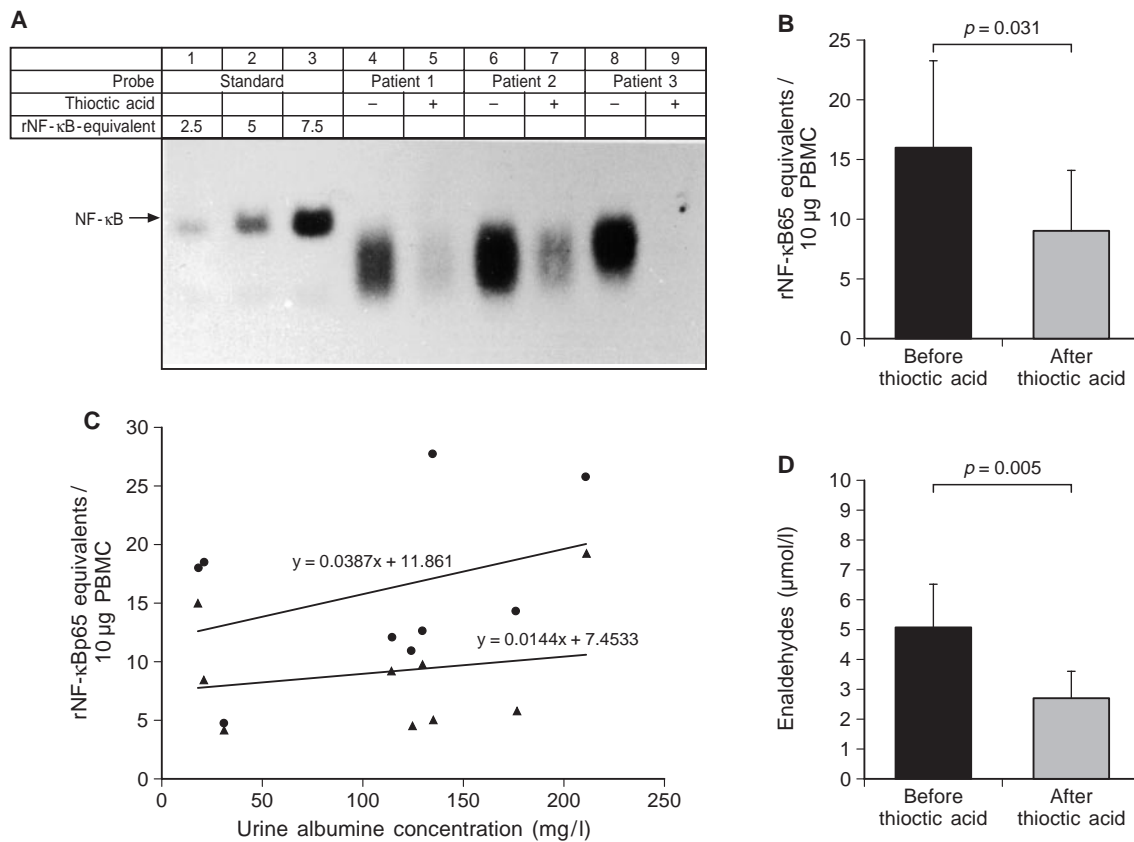 A
1 2 3 4 5 6 7 8 9
Probe Standard Patient 1 Patient 2 Patient 3
Thioctic acid – + – + – +
rNF-κB-equivalent 2.5 5 7.5
NF-κB
B
p = 0.031
rNF-κB65 equivalents /
10 µg PBMC
25
20
15
10
5
0
Before
thioctic acid
After
thioctic acid
C
rNF-κBp65 equivalents /
10 µg PBMC
30
25
20
15
10
5
0
y = 0.0387x + 11.861
y = 0.0144x + 7.4533
0 50 100 150 200 250
Urine albumine concentration (mg/l)
D
p = 0.005
Enaldehydes (µmol/l)
10
9
8
7
6
5
4
3
2
1
0
Before
thioctic acid
After
thioctic acid